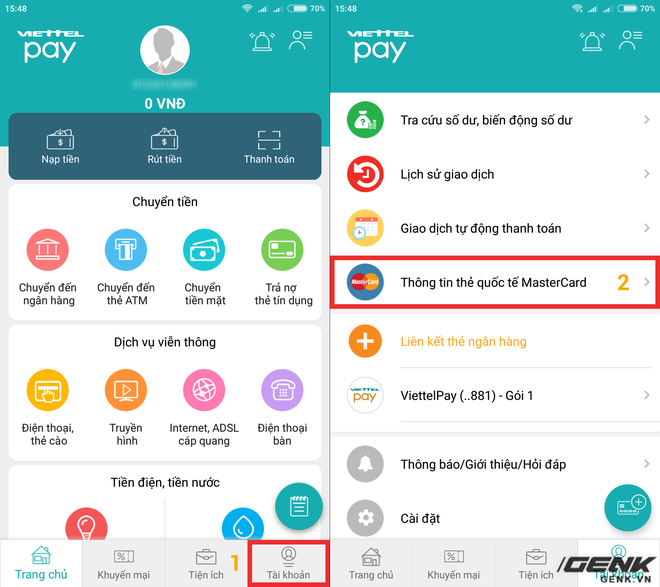 15:48
70%
VIETTEL
pay
0 VNĐ
Nạp tiền
Rút tiền
Thanh toán
Chuyển tiền
Chuyển đến
ngân hàng
Chuyển đến
thẻ ATM
Chuyển
tiền mặt
Trả nợ
thẻ tín dụng
Dịch vụ viễn thông
Điện thoại,
thẻ cào
Truyền
hình
Internet, ADSL
cáp quang
Điện thoại
bàn
Tiền điện, tiền nước
Trang chủ
Khuyến mại
Tiện ích
1
Tài khoản
15:48
70%
VIETTEL
pay
Tra cứu số dư, biến động số dư
Lịch sử giao dịch
Giao dịch tự động thanh toán
MasterCard
Thông tin thẻ quốc tế MasterCard
2
Liên kết thẻ ngân hàng
VIETTEL
pay
ViettelPay (..881) - Gói 1
Thông báo/Giới thiệu/Hỏi đáp
Cài đặt
Trang chủ
Khuyến mại
Tiện ích
GENK
GENK.VN